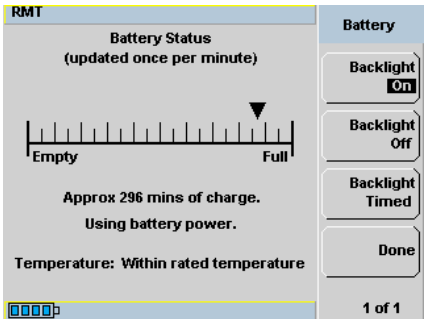 RMT
Battery Status
(updated once per minute)
Empty
Full
Approx 296 mins of charge.
Using battery power.
Temperature: Within rated temperature
Battery
Backlight
On
Backlight
Off
Backlight
Timed
Done
1 of 1